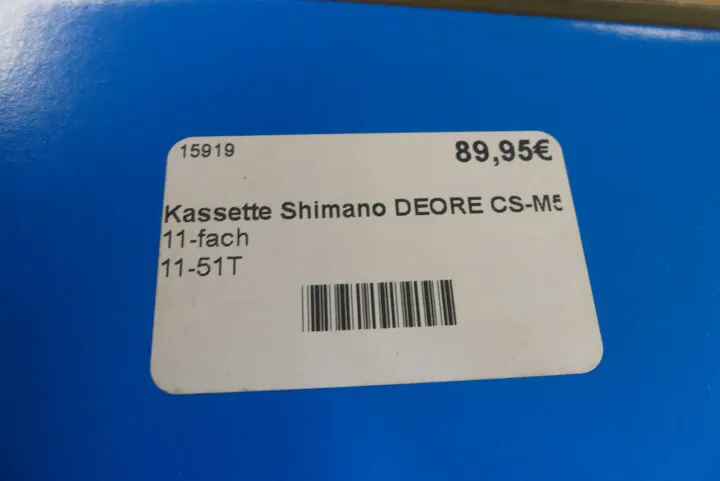 15919
89,95€
Kassette Shimano DEORE CS-M5
11-fach
11-51T